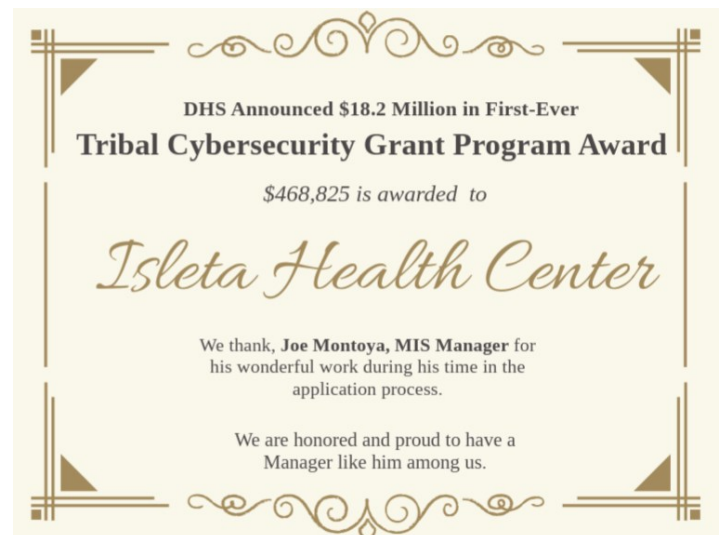 DHS Announced $18.2 Million in First-Ever
Tribal Cybersecurity Grant Program Award
$468,825 is awarded to
Isleta Health Center
We thank, Joe Montoya, MIS Manager for
his wonderful work during his time in the
application process.
We are honored and proud to have a
Manager like him among us.